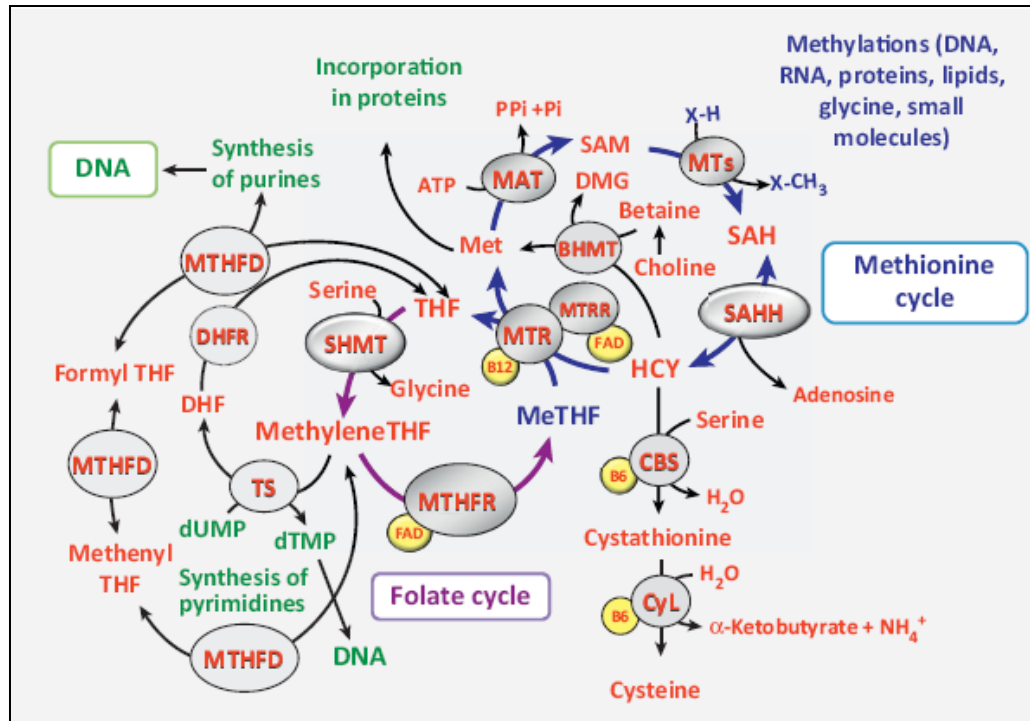 Methylations (DNA,
RNA, proteins, lipids,
glycine, small
molecules)
Incorporation
in proteins
PPi +Pi
X-H
SAM
MTs
DNA
Synthesis
of purines
MAT
ATP
DMG
X-CH₃
Betaine
SAH
MTHFD
Met
BHMT
Choline
Methionine
cycle
Serine
THF
MTRR
SAHH
DHFR
SHMT
MTR
FAD
B12
Formyl THF
Glycine
HCY
Adenosine
DHF
MeTHF
Serine
MethyleneTHF
MTHFD
CBS
B6
TS
MTHFR
H₂O
dUMP
FAD
dTMP
Cystathionine
Methenyl
THF
Synthesis of
pyrimidines
Folate cycle
H₂O
CyL
B6
α-Ketobutyrate + NH₄⁺
MTHFD
DNA
Cysteine